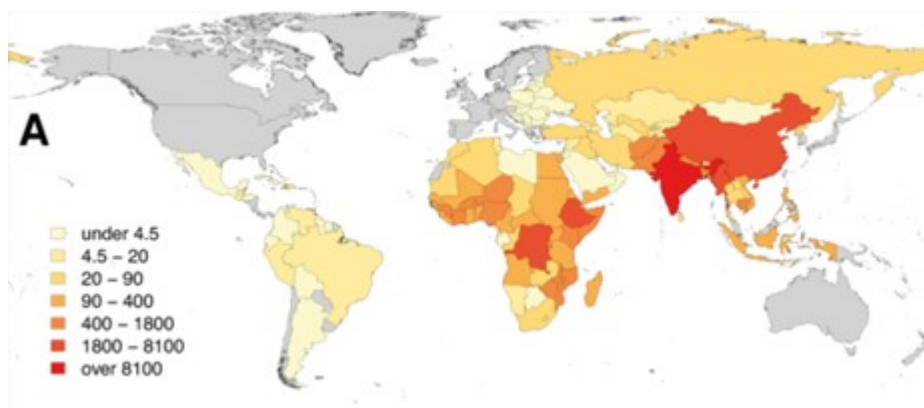 A
under 4.5
4.5 – 20
20 – 90
90 – 400
400 – 1800
1800 – 8100
over 8100